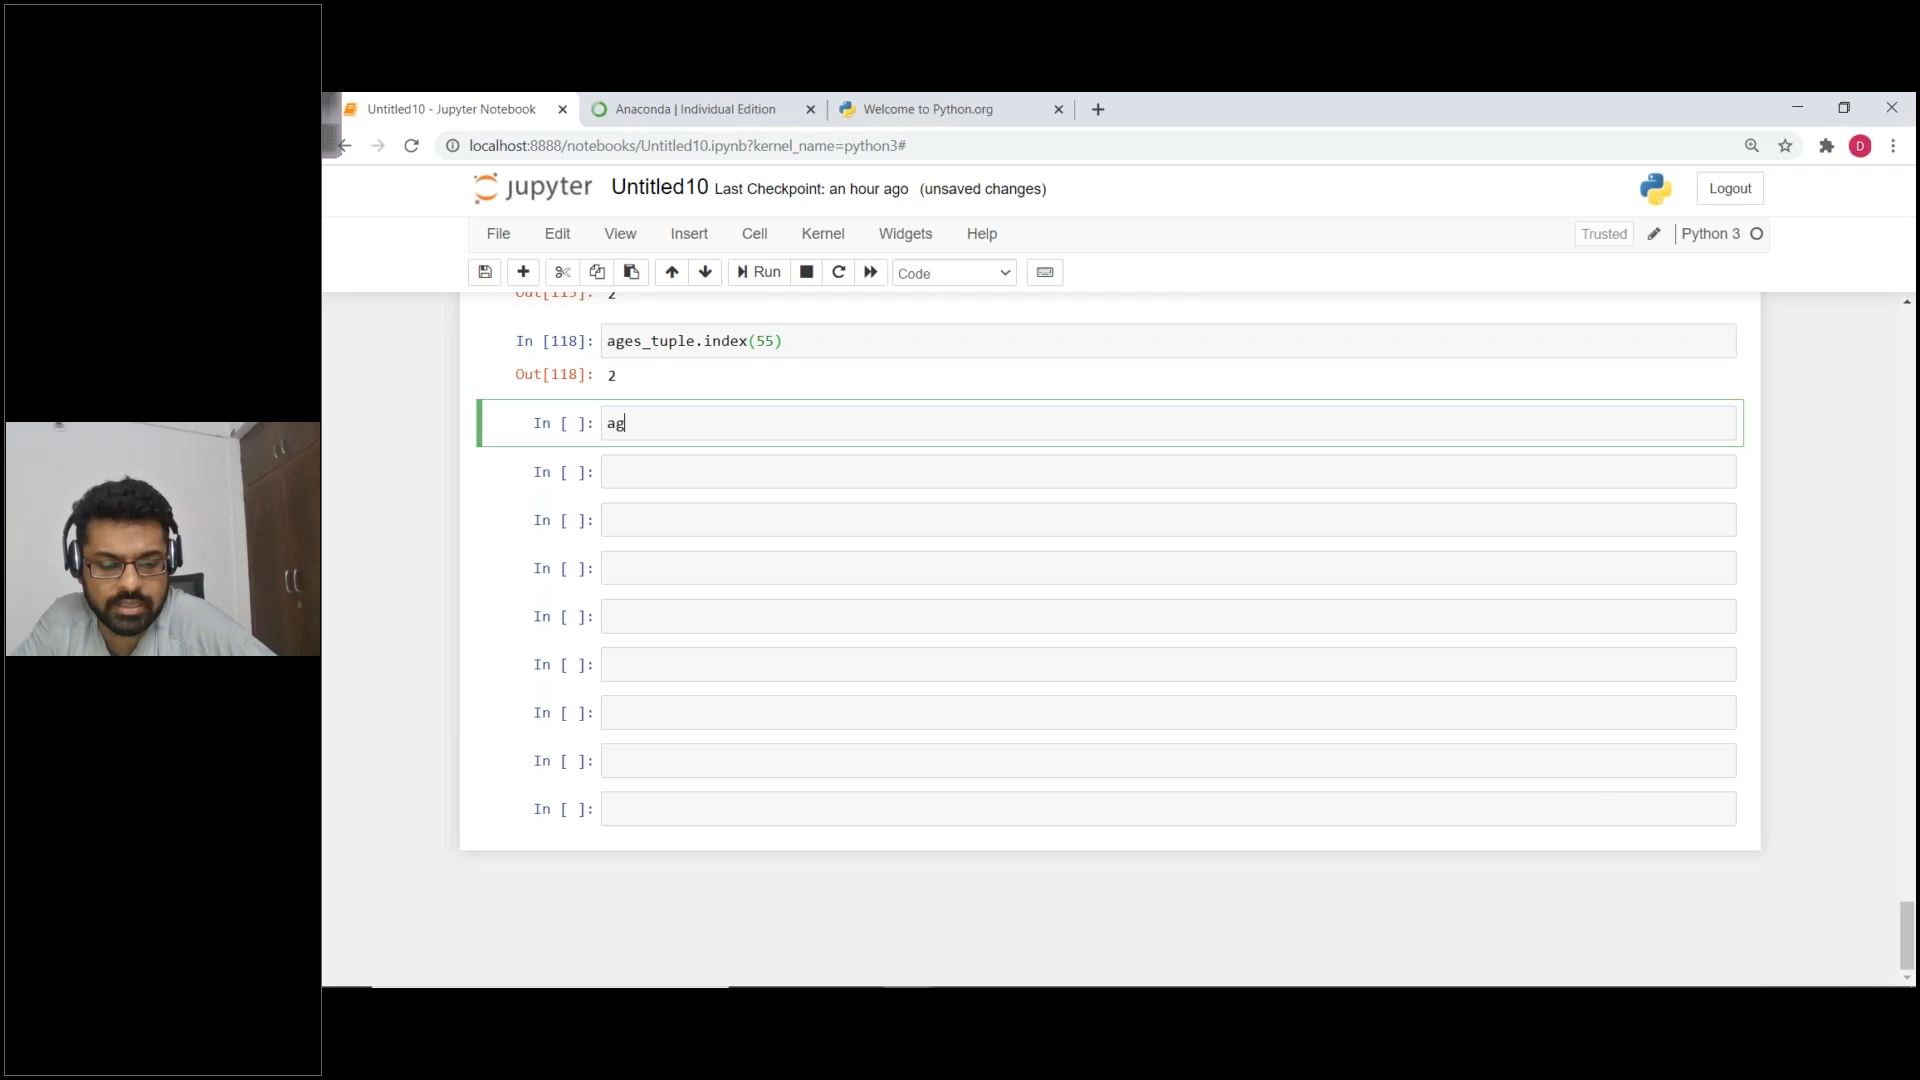 Untitled10 - Jupyter Notebook
Anaconda | Individual Edition
Welcome to Python.org
localhost:8888/notebooks/Untitled10.ipynb?kernel_name=python3#
D
jupyter Untitled10 Last Checkpoint: an hour ago (unsaved changes)
Logout
File Edit View Insert Cell Kernel Widgets Help
Trusted Python 3
Run Code
Out[115]: 2
In [118]: ages_tuple.index(55)
Out[118]: 2
In [ ]: ag
In [ ]:
In [ ]:
In [ ]:
In [ ]:
In [ ]:
In [ ]:
In [ ]:
In [ ]: